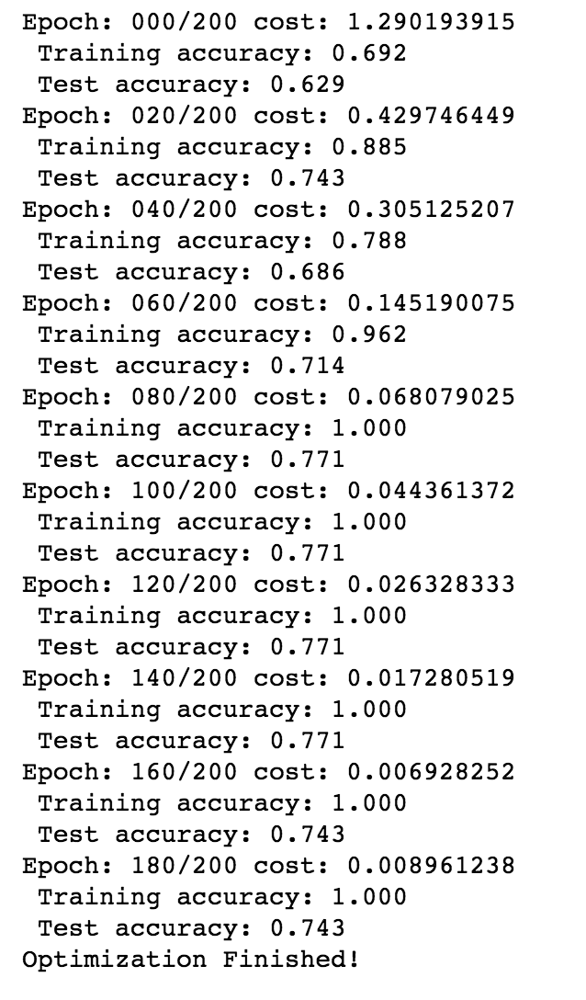 Epoch: 000/200 cost: 1.290193915
Training accuracy: 0.692
Test accuracy: 0.629
Epoch: 020/200 cost: 0.429746449
Training accuracy: 0.885
Test accuracy: 0.743
Epoch: 040/200 cost: 0.305125207
Training accuracy: 0.788
Test accuracy: 0.686
Epoch: 060/200 cost: 0.145190075
Training accuracy: 0.962
Test accuracy: 0.714
Epoch: 080/200 cost: 0.068079025
Training accuracy: 1.000
Test accuracy: 0.771
Epoch: 100/200 cost: 0.044361372
Training accuracy: 1.000
Test accuracy: 0.771
Epoch: 120/200 cost: 0.026328333
Training accuracy: 1.000
Test accuracy: 0.771
Epoch: 140/200 cost: 0.017280519
Training accuracy: 1.000
Test accuracy: 0.771
Epoch: 160/200 cost: 0.006928252
Training accuracy: 1.000
Test accuracy: 0.743
Epoch: 180/200 cost: 0.008961238
Training accuracy: 1.000
Test accuracy: 0.743
Optimization Finished!